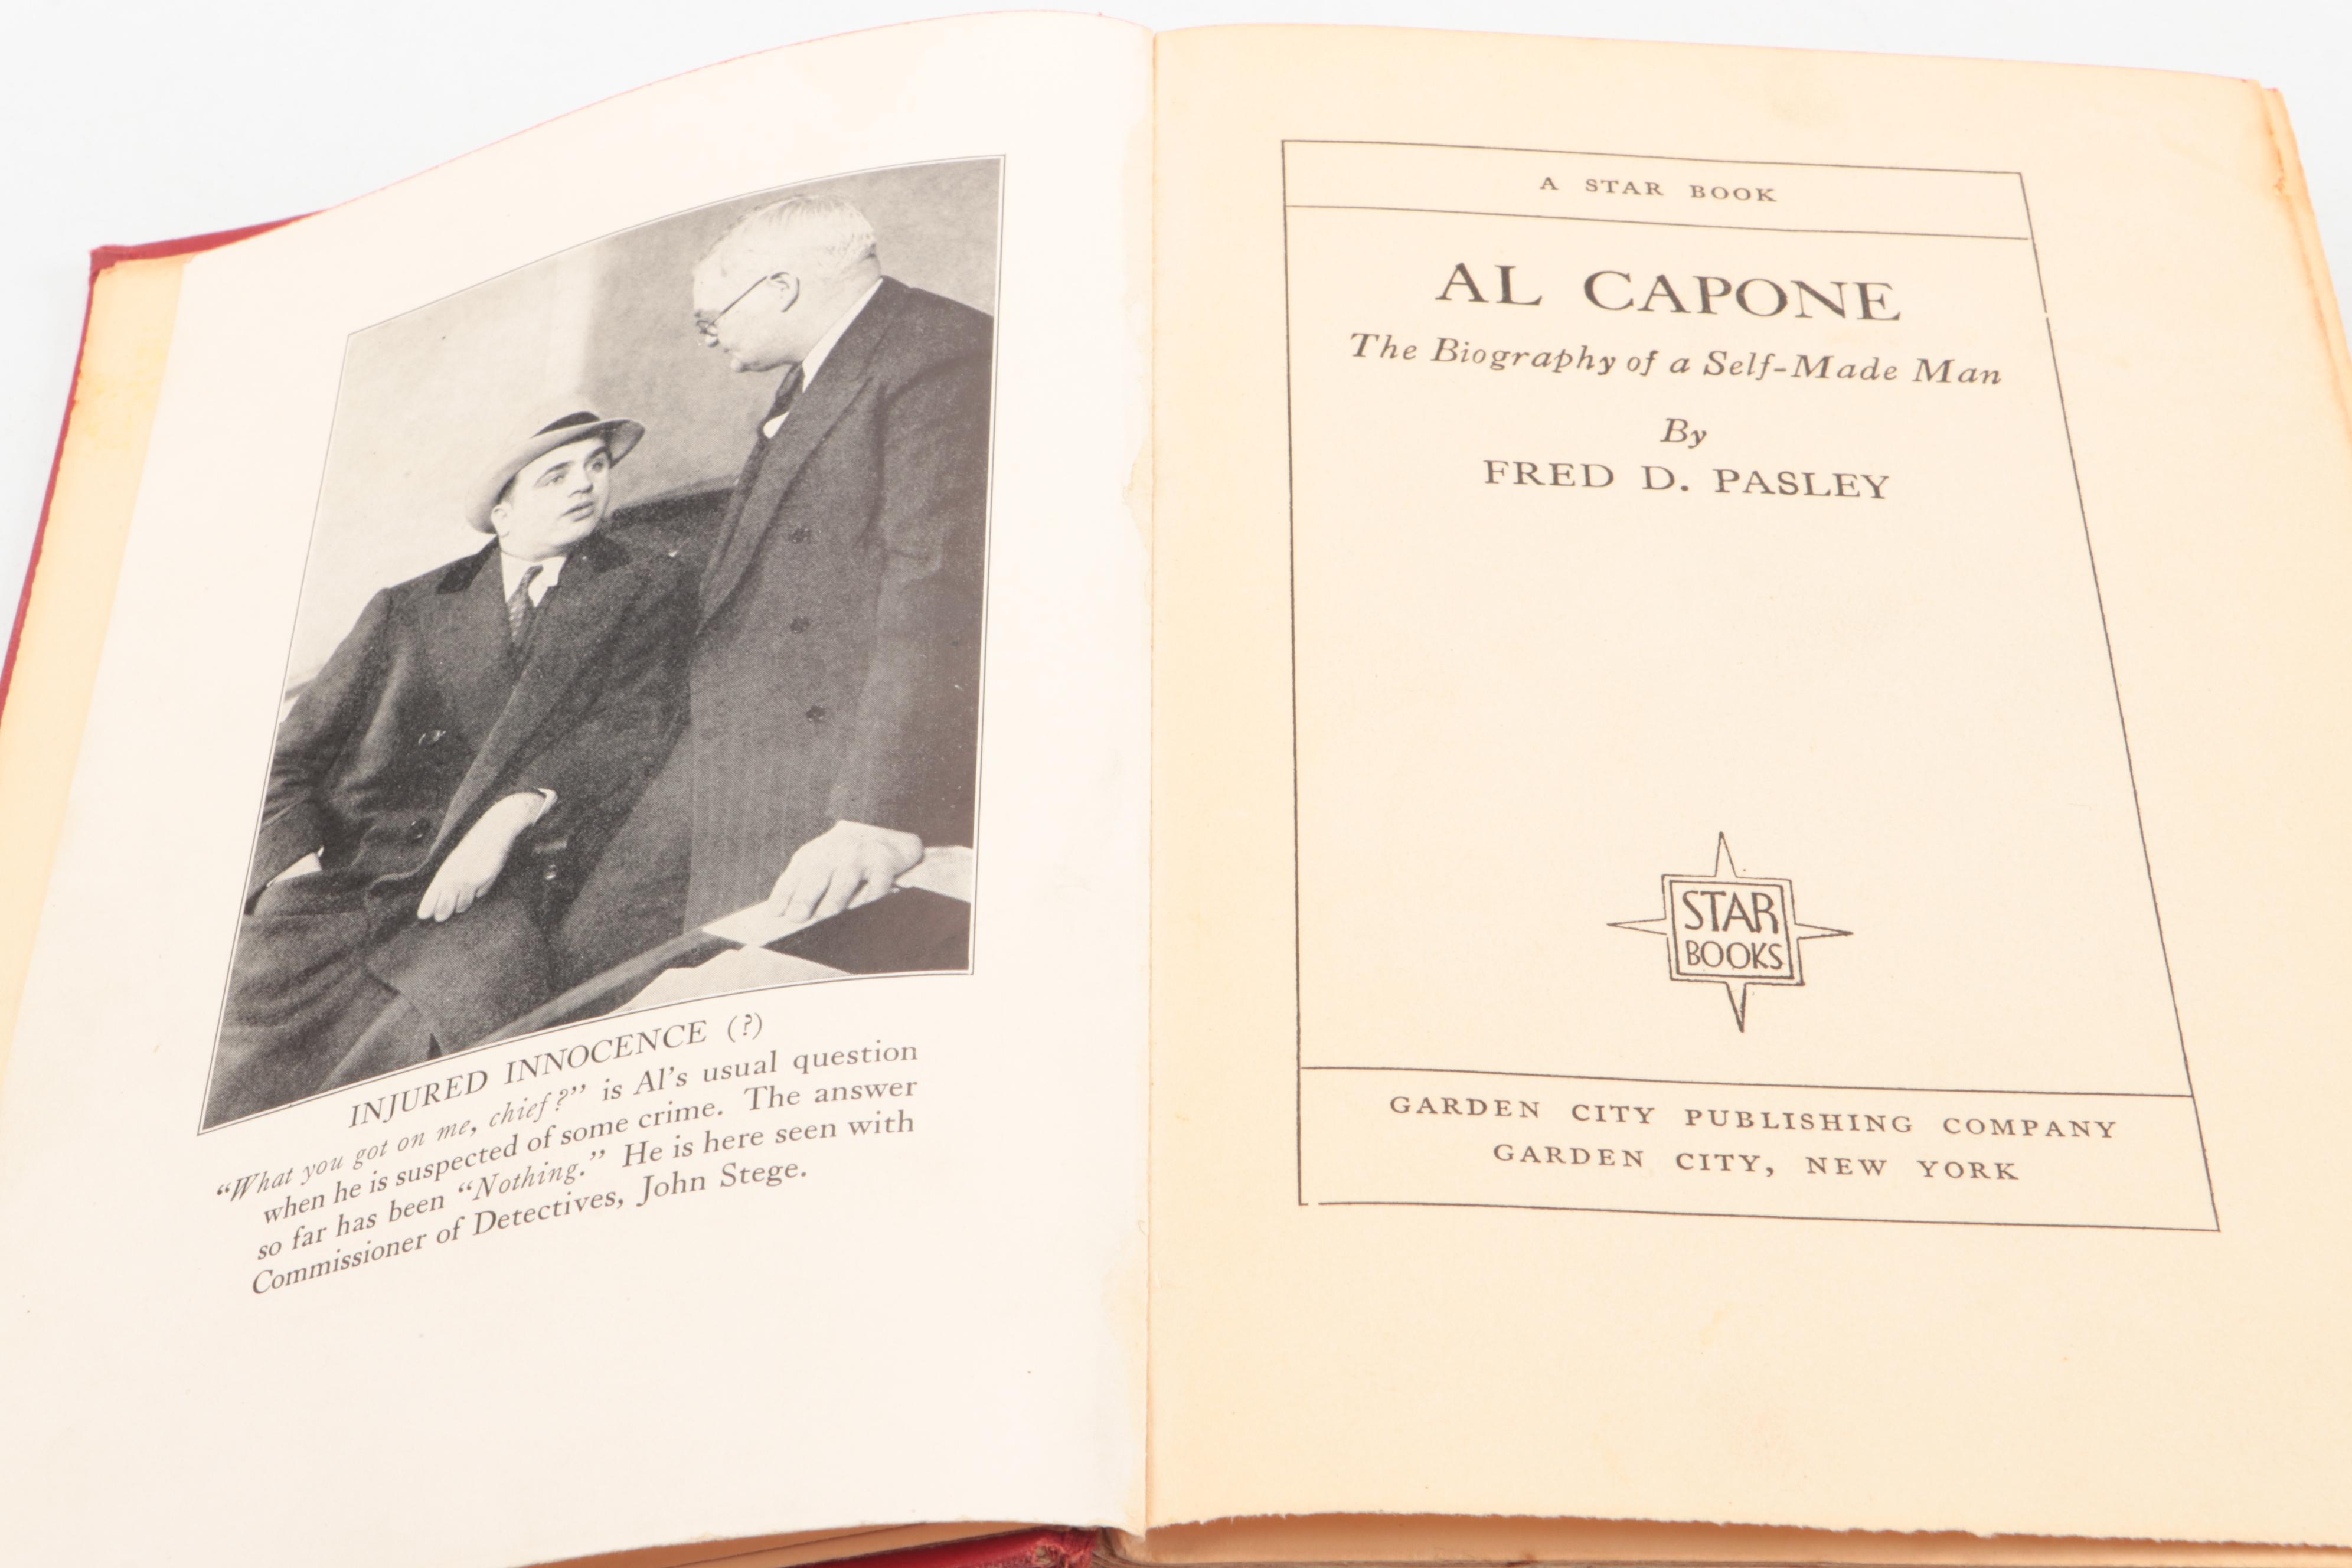 INJURED INNOCENCE (?)
"What you got on me, chief?" is Al's usual question
when he is suspected of some crime. The answer
so far has been "Nothing." He is here seen with
Commissioner of Detectives, John Stege.
A STAR BOOK
AL CAPONE
The Biography of a Self-Made Man
By
FRED D. PASLEY
STAR
BOOKS
GARDEN CITY PUBLISHING COMPANY
GARDEN CITY, NEW YORK